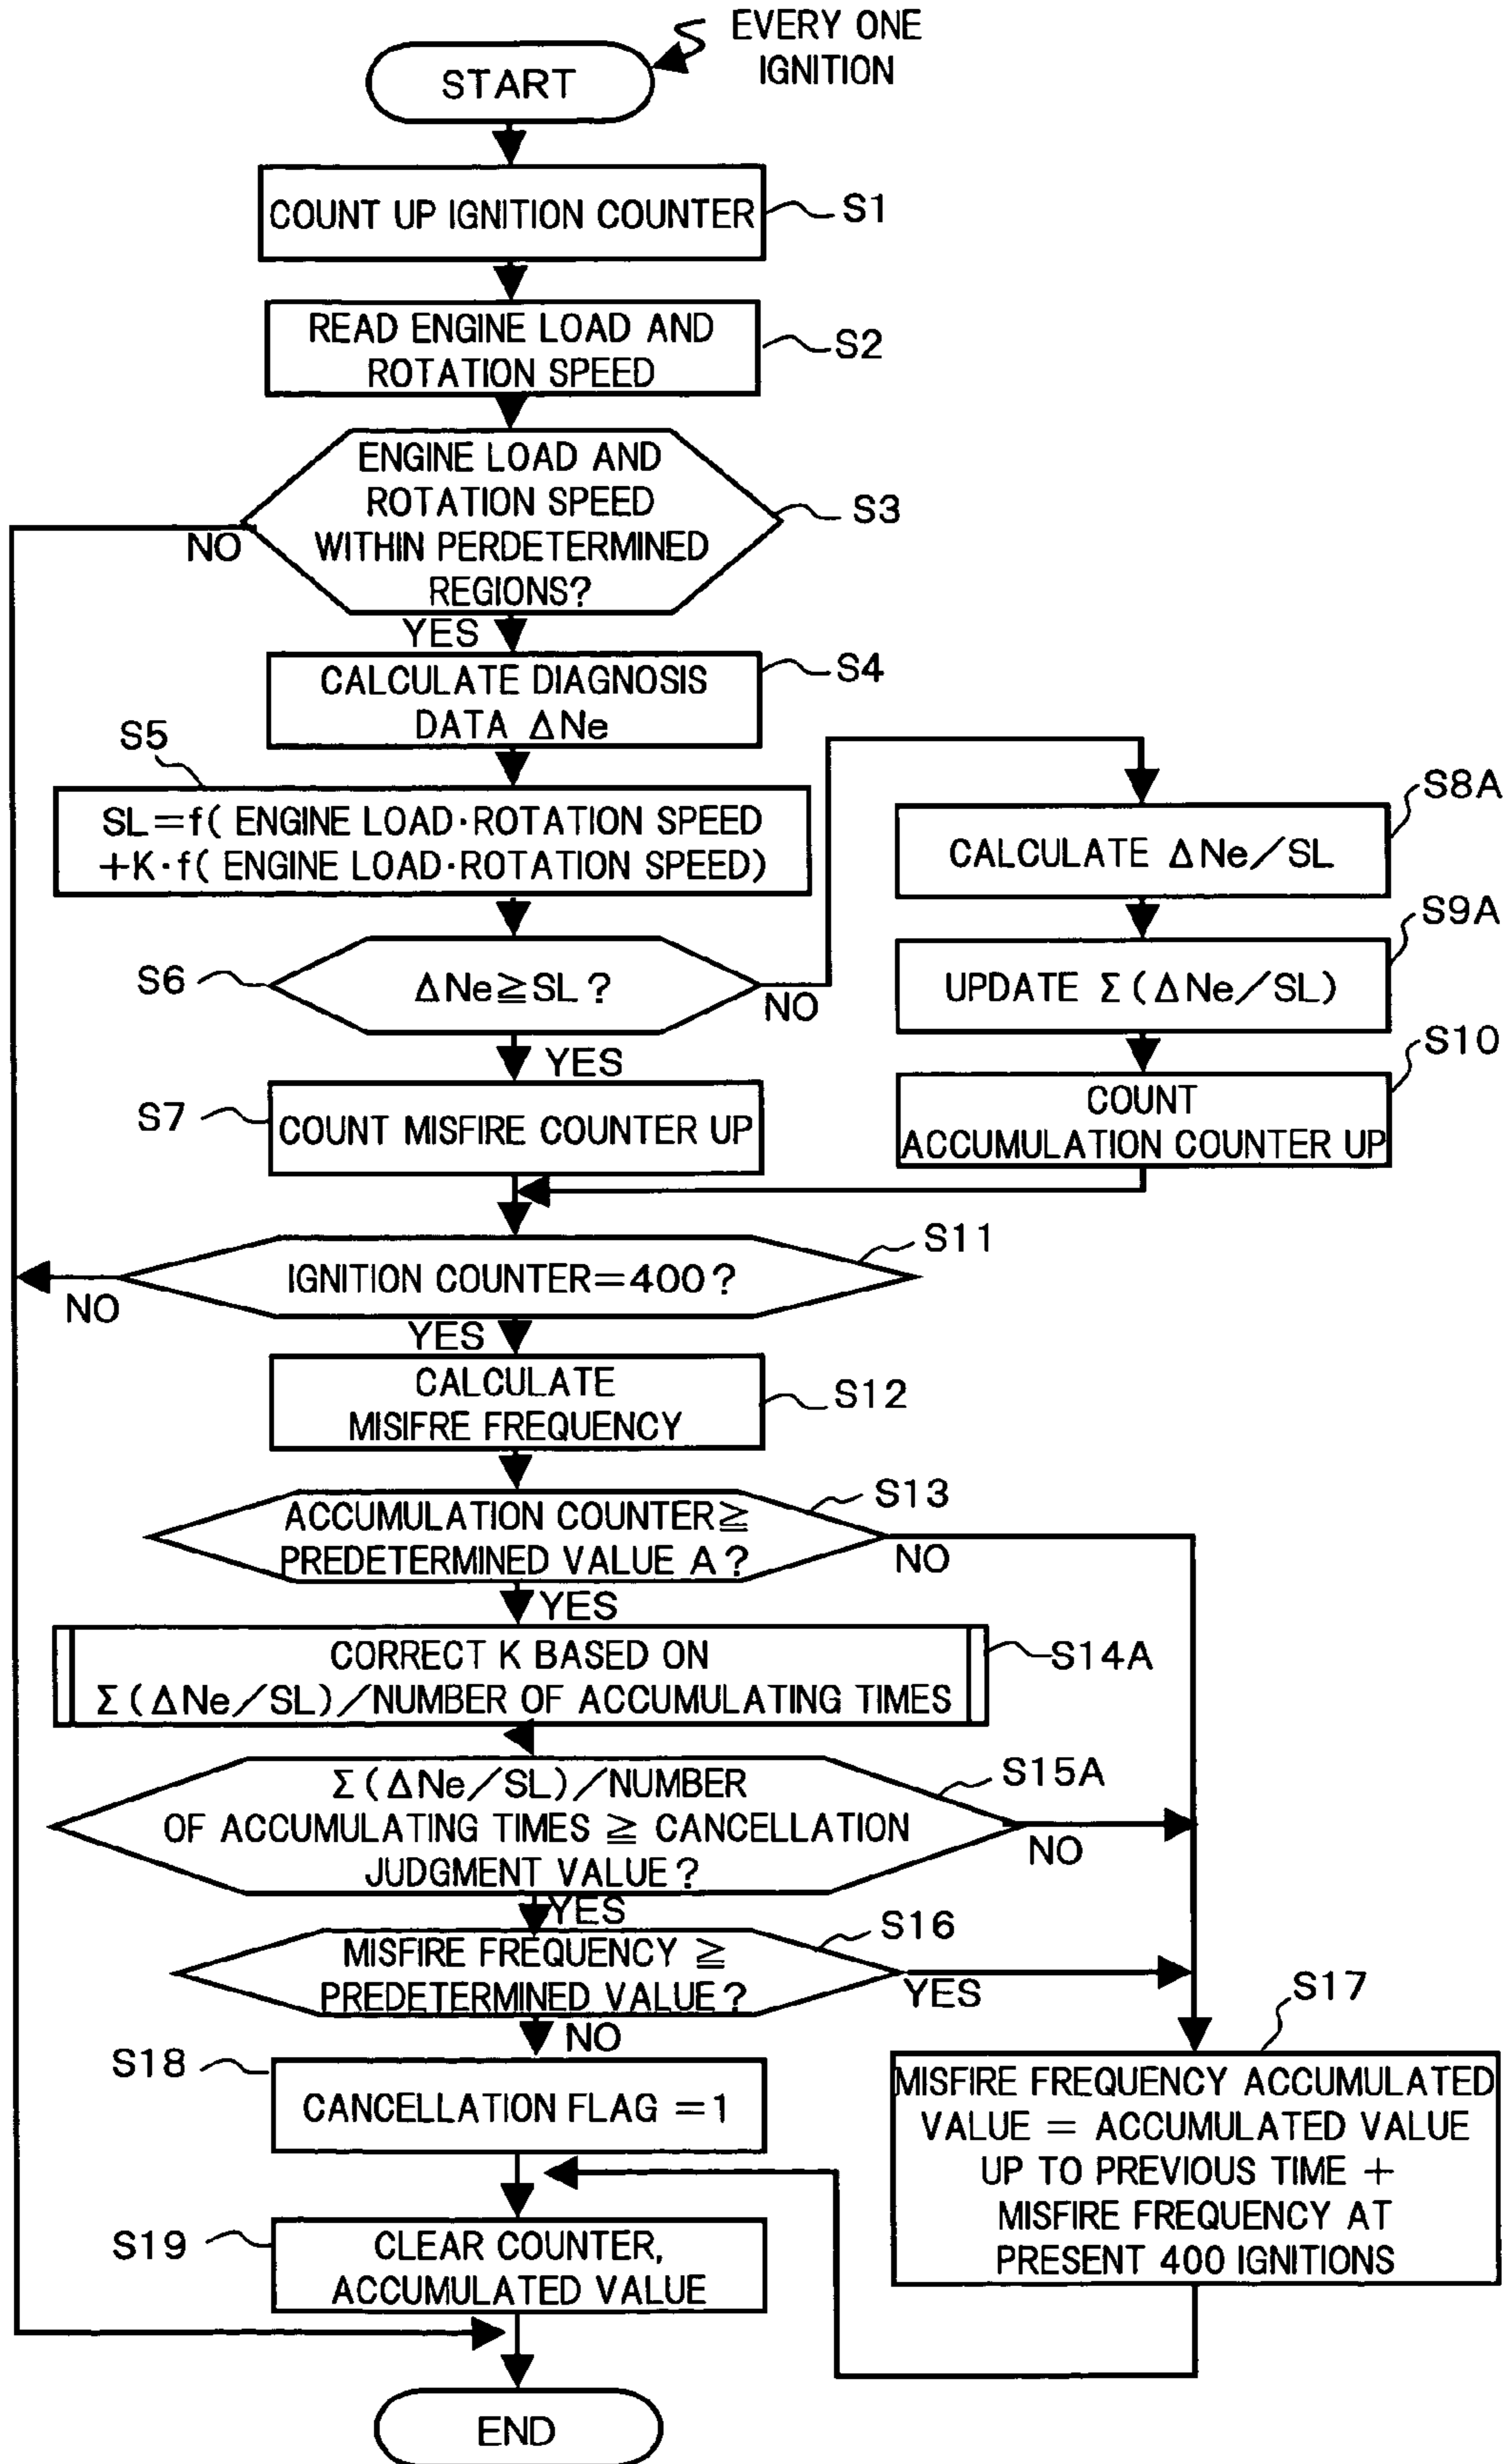 EVERY ONE
IGNITION
START
COUNT UP IGNITION COUNTER
S1
READ ENGINE LOAD AND
ROTATION SPEED
S2
ENGINE LOAD AND
ROTATION SPEED
WITHIN PERDETERMINED
REGIONS?
S3
NO
YES
CALCULATE DIAGNOSIS
DATA ΔNe
S4
S5
SL=f( ENGINE LOAD·ROTATION SPEED
+K·f( ENGINE LOAD·ROTATION SPEED)
S6
ΔNe≧SL?
NO
YES
S7
COUNT MISFIRE COUNTER UP
CALCULATE ΔNe/SL
S8A
UPDATE Σ(ΔNe/SL)
S9A
COUNT
ACCUMULATION COUNTER UP
S10
IGNITION COUNTER=400?
S11
NO
YES
CALCULATE
MISIFRE FREQUENCY
S12
ACCUMULATION COUNTER≧
PREDETERMINED VALUE A?
S13
NO
YES
CORRECT K BASED ON
Σ(ΔNe/SL)/NUMBER OF ACCUMULATING TIMES
S14A
Σ(ΔNe/SL)/NUMBER
OF ACCUMULATING TIMES ≧ CANCELLATION
JUDGMENT VALUE?
S15A
NO
YES
MISFIRE FREQUENCY ≧
PREDETERMINED VALUE?
S16
YES
NO
S17
MISFIRE FREQUENCY ACCUMULATED
VALUE = ACCUMULATED VALUE
UP TO PREVIOUS TIME +
MISFIRE FREQUENCY AT
PRESENT 400 IGNITIONS
S18
CANCELLATION FLAG =1
S19
CLEAR COUNTER,
ACCUMULATED VALUE
END